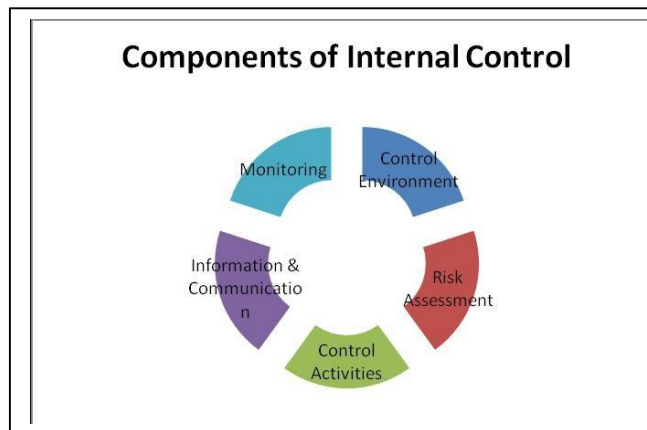 Components of Internal Control
Monitoring
Control
Environment
Information &
Communicatio
n
Risk
Assessment
Control
Activities